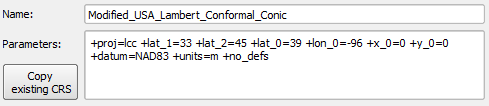 Name: Modified_USA_Lambert_Conformal_Conic
Parameters: +proj=lcc +lat_1=33 +lat_2=45 +lat_0=39 +lon_0=-96 +x_0=0 +y_0=0
+datum=NAD83 +units=m +no_defs
Copy
existing CRS